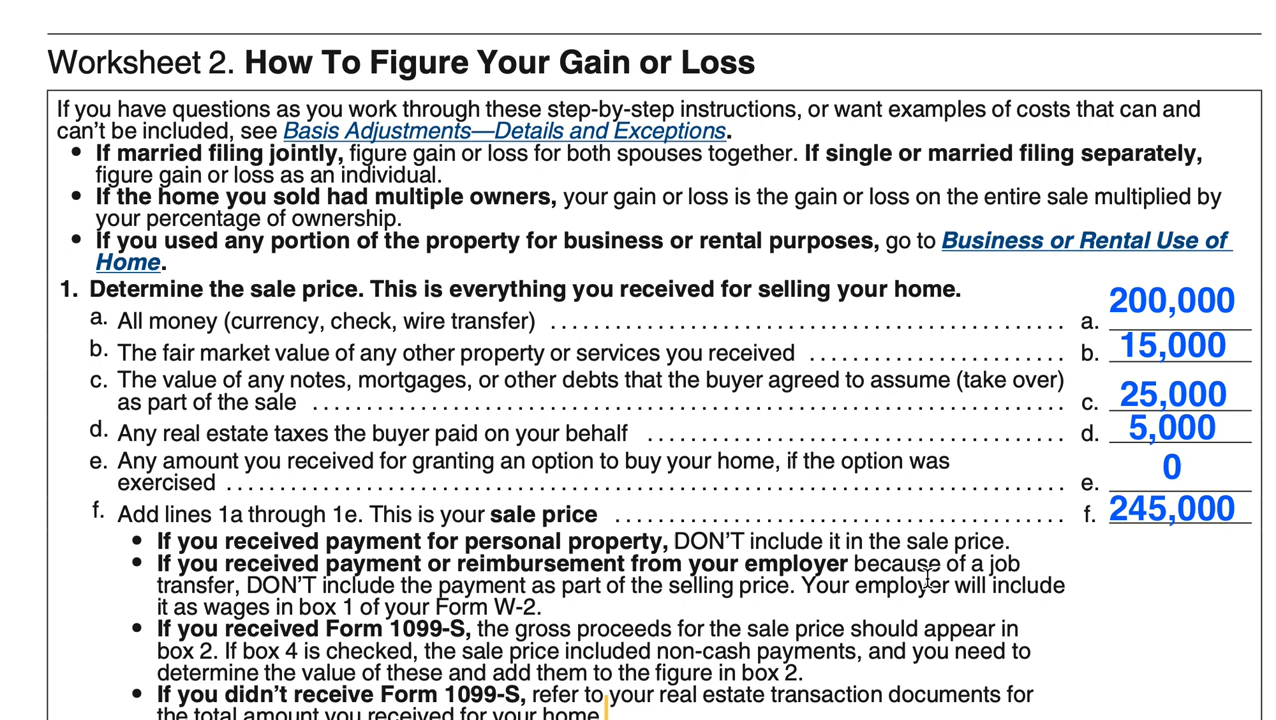 Worksheet 2. How To Figure Your Gain or Loss
If you have questions as you work through these step-by-step instructions, or want examples of costs that can and
can't be included, see Basis Adjustments—Details and Exceptions.
• If married filing jointly, figure gain or loss for both spouses together. If single or married filing separately,
figure gain or loss as an individual.
• If the home you sold had multiple owners, your gain or loss is the gain or loss on the entire sale multiplied by
your percentage of ownership.
• If you used any portion of the property for business or rental purposes, go to Business or Rental Use of
Home.
1. Determine the sale price. This is everything you received for selling your home.
a. All money (currency, check, wire transfer) a. 200,000
b. The fair market value of any other property or services you received b. 15,000
c. The value of any notes, mortgages, or other debts that the buyer agreed to assume (take over)
as part of the sale c. 25,000
d. Any real estate taxes the buyer paid on your behalf d. 5,000
e. Any amount you received for granting an option to buy your home, if the option was
exercised e. 0
f. Add lines 1a through 1e. This is your sale price f. 245,000
• If you received payment for personal property, DON'T include it in the sale price.
• If you received payment or reimbursement from your employer because of a job
transfer, DON'T include the payment as part of the selling price. Your employer will include
it as wages in box 1 of your Form W-2.
• If you received Form 1099-S, the gross proceeds for the sale price should appear in
box 2. If box 4 is checked, the sale price included non-cash payments, and you need to
determine the value of these and add them to the figure in box 2.
• If you didn't receive Form 1099-S, refer to your real estate transaction documents for
the total amount you received for your home.